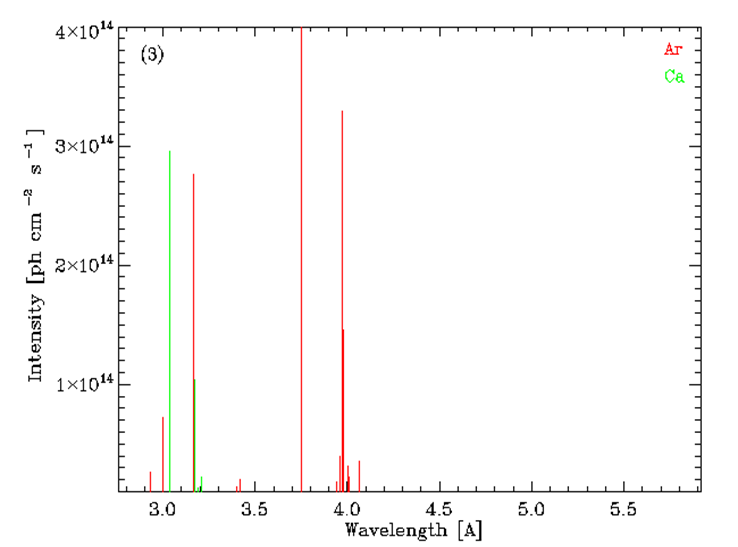 4×10¹⁴
(3)
Ar
Ca
3×10¹⁴
2×10¹⁴
1×10¹⁴
Intensity [ph cm⁻² s⁻¹]
3.0 3.5 4.0 4.5 5.0 5.5
Wavelength [A]